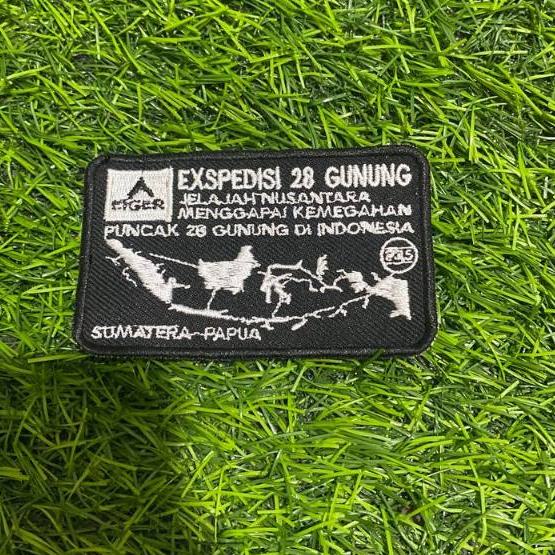 EIGER
EXSPEDISI 28 GUNUNG
JELAJAH NUSANTARA
MENGGAPAI KEMEGAHAN
PUNCAK 28 GUNUNG DI INDONESIA
SUMATERA-PAPUA